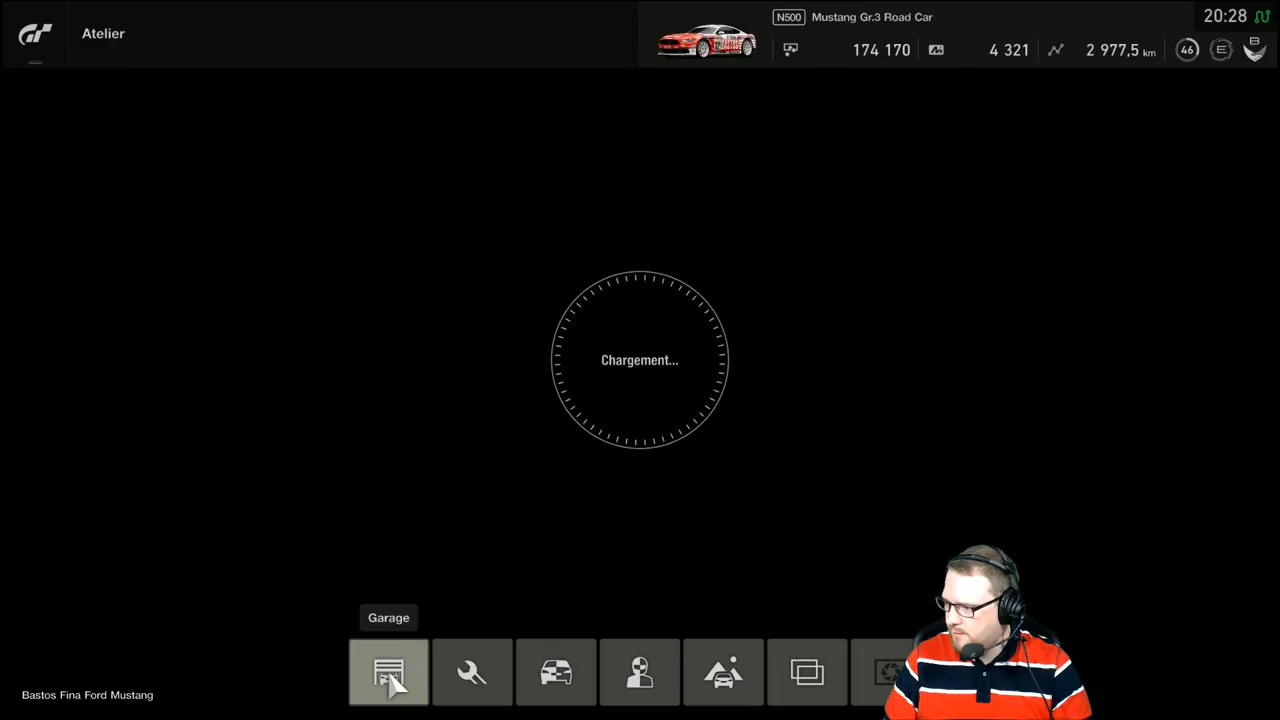 Atelier
N500 Mustang Gr.3 Road Car
20:28
174 170
4 321
2 977,5 km
46
E
B
Chargement...
Garage
Bastos Fina Ford Mustang